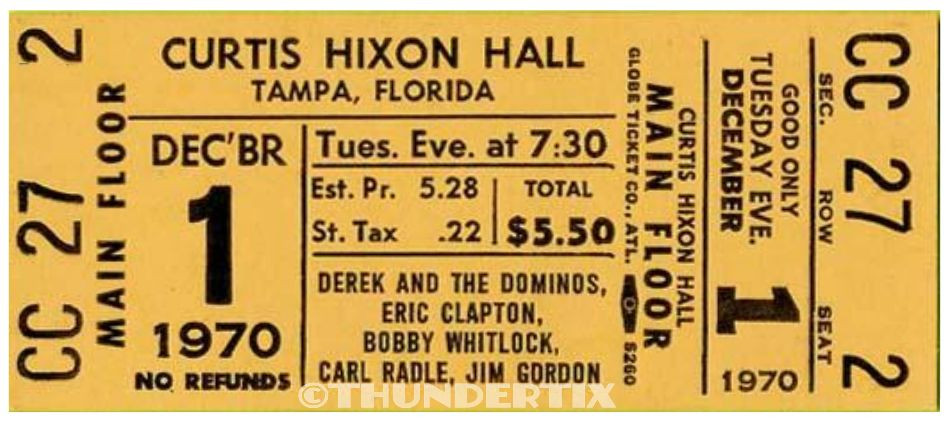 CC 27 2
MAIN FLOOR
CURTIS HIXON HALL
TAMPA, FLORIDA
DEC'BR
1
1970
NO REFUNDS
Tues. Eve. at 7:30
Est. Pr. 5.28
St. Tax .22
TOTAL
$5.50
DEREK AND THE DOMINOS,
ERIC CLAPTON,
BOBBY WHITLOCK,
CARL RADLE, JIM GORDON
©THUNDERTIX
GLOBE TICKET CO., ATL. 5260
MAIN FLOOR
CURTIS HIXON HALL
DECEMBER
TUESDAY EVE.
GOOD ONLY
1
1970
SEC. ROW SEAT
CC 27 2